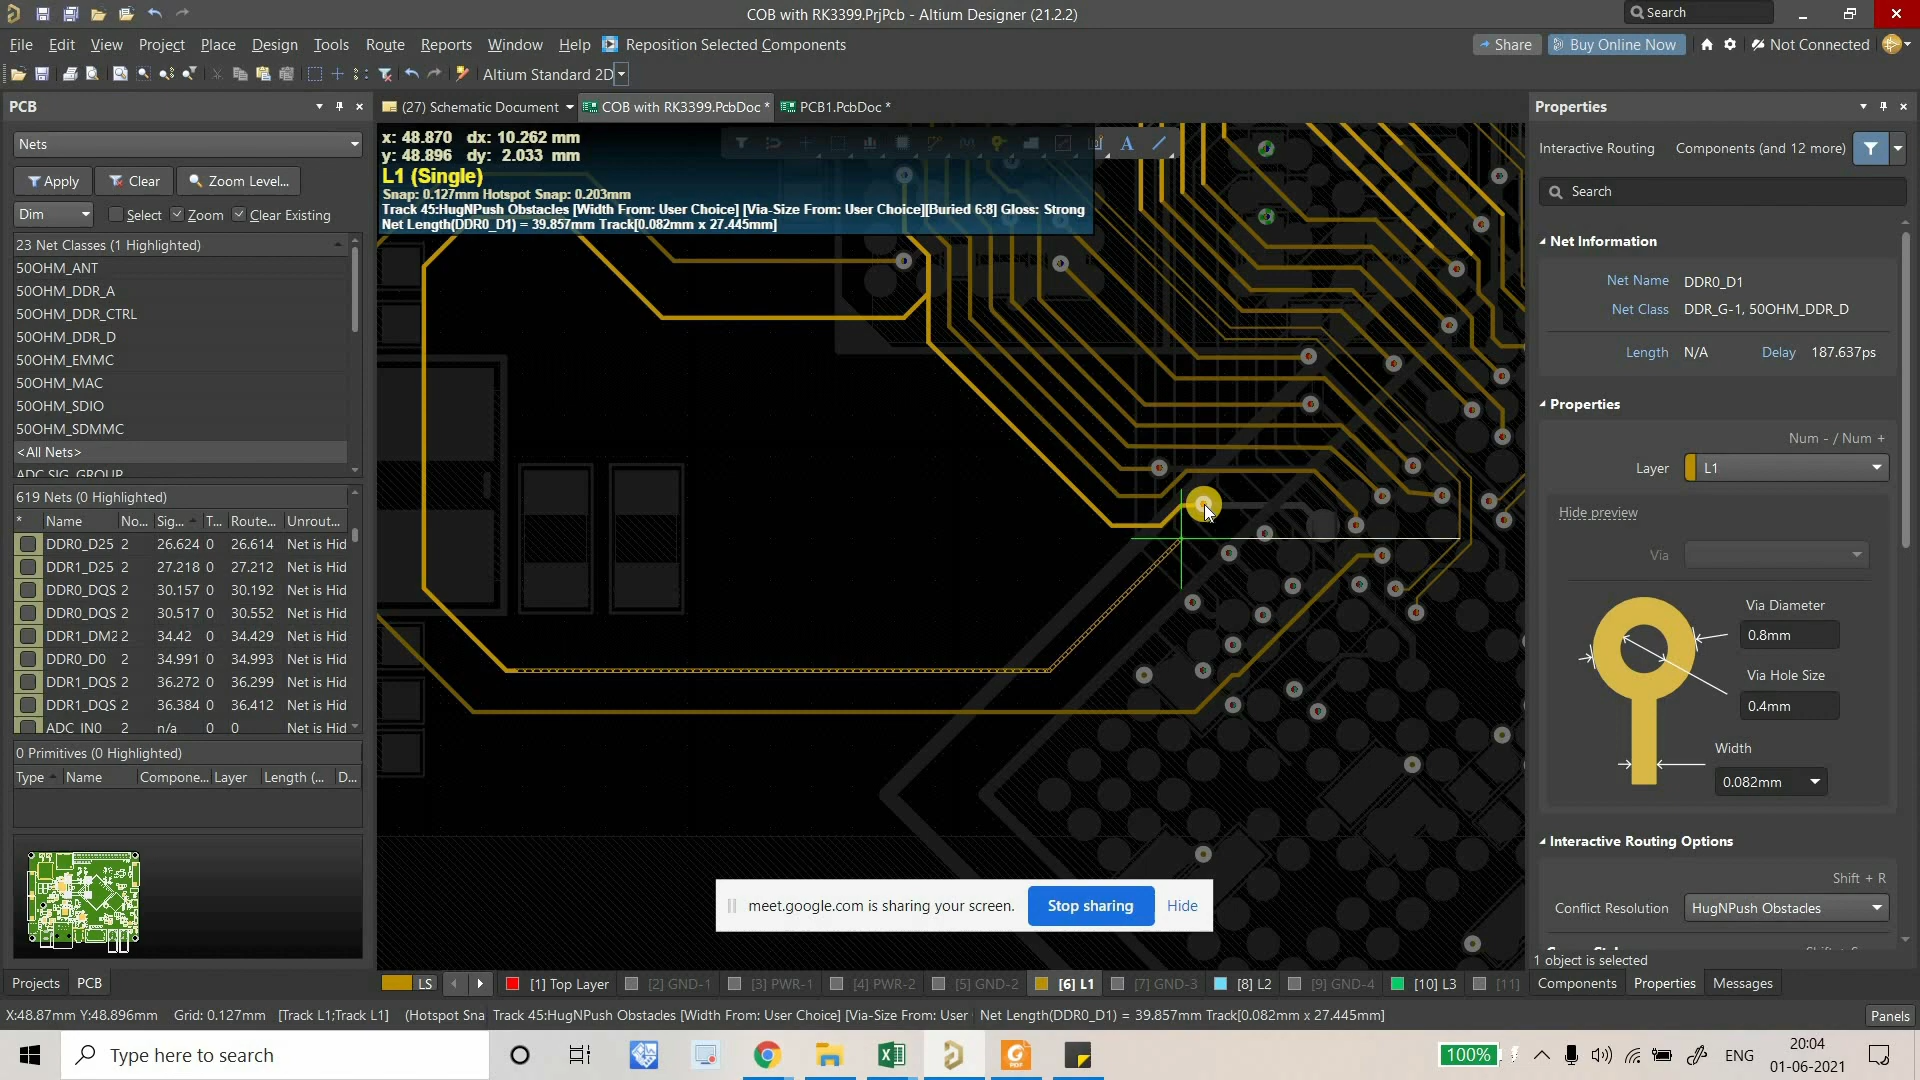 COB with RK3399.PrjPcb - Altium Designer (21.2.2)
Search
File Edit View Project Place Design Tools Route Reports Window Help Reposition Selected Components
Share Buy Online Now Not Connected
Altium Standard 2D
PCB
(27) Schematic Document COB with RK3399.PcbDoc * PCB1.PcbDoc *
Properties
Nets
Apply Clear Zoom Level...
Dim Select Zoom Clear Existing
23 Net Classes (1 Highlighted)
50OHM_ANT
50OHM_DDR_A
50OHM_DDR_CTRL
50OHM_DDR_D
50OHM_EMMC
50OHM_MAC
50OHM_SDIO
50OHM_SDMMC
<All Nets>
ADC SIG GROUP
619 Nets (0 Highlighted)
* Name No... Sig... T... Route... Unrout...
DDR0_D25 2 26.624 0 26.614 Net is Hid
DDR1_D25 2 27.218 0 27.212 Net is Hid
DDR0_DQS 2 30.157 0 30.192 Net is Hid
DDR0_DQS 2 30.517 0 30.552 Net is Hid
DDR1_DM2 2 34.42 0 34.429 Net is Hid
DDR0_D0 2 34.991 0 34.993 Net is Hid
DDR1_DQS 2 36.272 0 36.299 Net is Hid
DDR1_DQS 2 36.384 0 36.412 Net is Hid
ADC IN0 2 n/a 0 0 Net is Hid
0 Primitives (0 Highlighted)
Type Name Compone... Layer Length (... D...
Projects PCB
x: 48.870 dx: 10.262 mm
y: 48.896 dy: 2.033 mm
L1 (Single)
Snap: 0.127mm Hotspot Snap: 0.203mm
Track 45:HugNPush Obstacles [Width From: User Choice] [Via-Size From: User Choice][Buried 6:8] Gloss: Strong
Net Length(DDR0_D1) = 39.857mm Track[0.082mm x 27.445mm]
A
meet.google.com is sharing your screen. Stop sharing Hide
LS [1] Top Layer [2] GND-1 [3] PWR-1 [4] PWR-2 [5] GND-2 [6] L1 [7] GND-3 [8] L2 [9] GND-4 [10] L3 [11]
Interactive Routing Components (and 12 more)
Search
Net Information
Net Name DDR0_D1
Net Class DDR_G-1, 50OHM_DDR_D
Length N/A Delay 187.637ps
Properties
Num - / Num +
Layer L1
Hide preview
Via
Via Diameter
0.8mm
Via Hole Size
0.4mm
Width
0.082mm
Interactive Routing Options
Shift + R
Conflict Resolution HugNPush Obstacles
1 object is selected
Components Properties Messages
X:48.87mm Y:48.896mm Grid: 0.127mm [Track L1;Track L1] (Hotspot Sna Track 45:HugNPush Obstacles [Width From: User Choice] [Via-Size From: User Net Length(DDR0_D1) = 39.857mm Track[0.082mm x 27.445mm]
Panels
Type here to search
100% ENG
20:04
01-06-2021